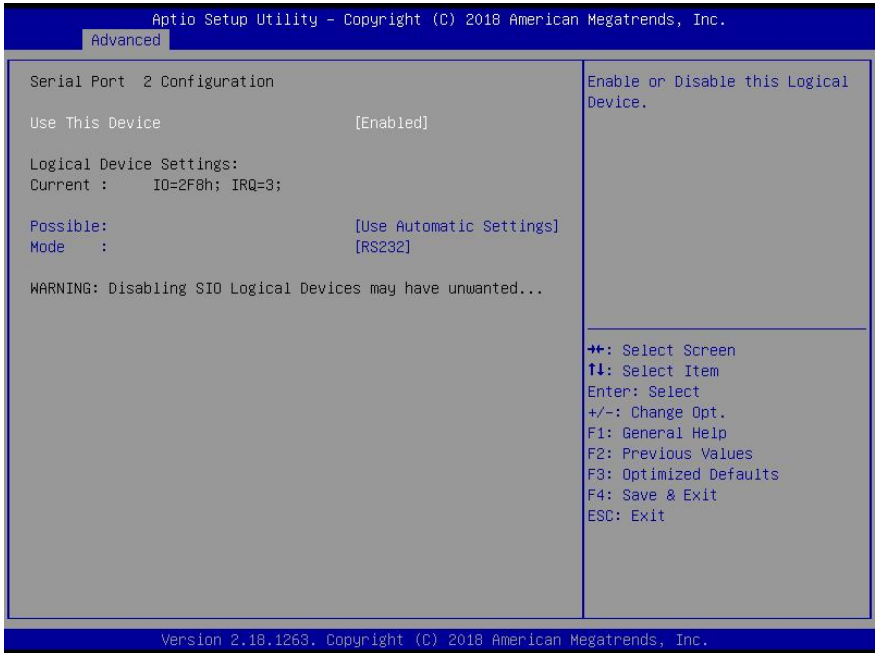 Aptio Setup Utility – Copyright (C) 2018 American Megatrends, Inc.
Advanced
Serial Port 2 Configuration
Use This Device [Enabled]
Logical Device Settings:
Current : IO=2F8h; IRQ=3;
Possible: [Use Automatic Settings]
Mode : [RS232]
WARNING: Disabling SIO Logical Devices may have unwanted...
Enable or Disable this Logical
Device.
→←: Select Screen
↑↓: Select Item
Enter: Select
+/-: Change Opt.
F1: General Help
F2: Previous Values
F3: Optimized Defaults
F4: Save & Exit
ESC: Exit
Version 2.18.1263. Copyright (C) 2018 American Megatrends, Inc.